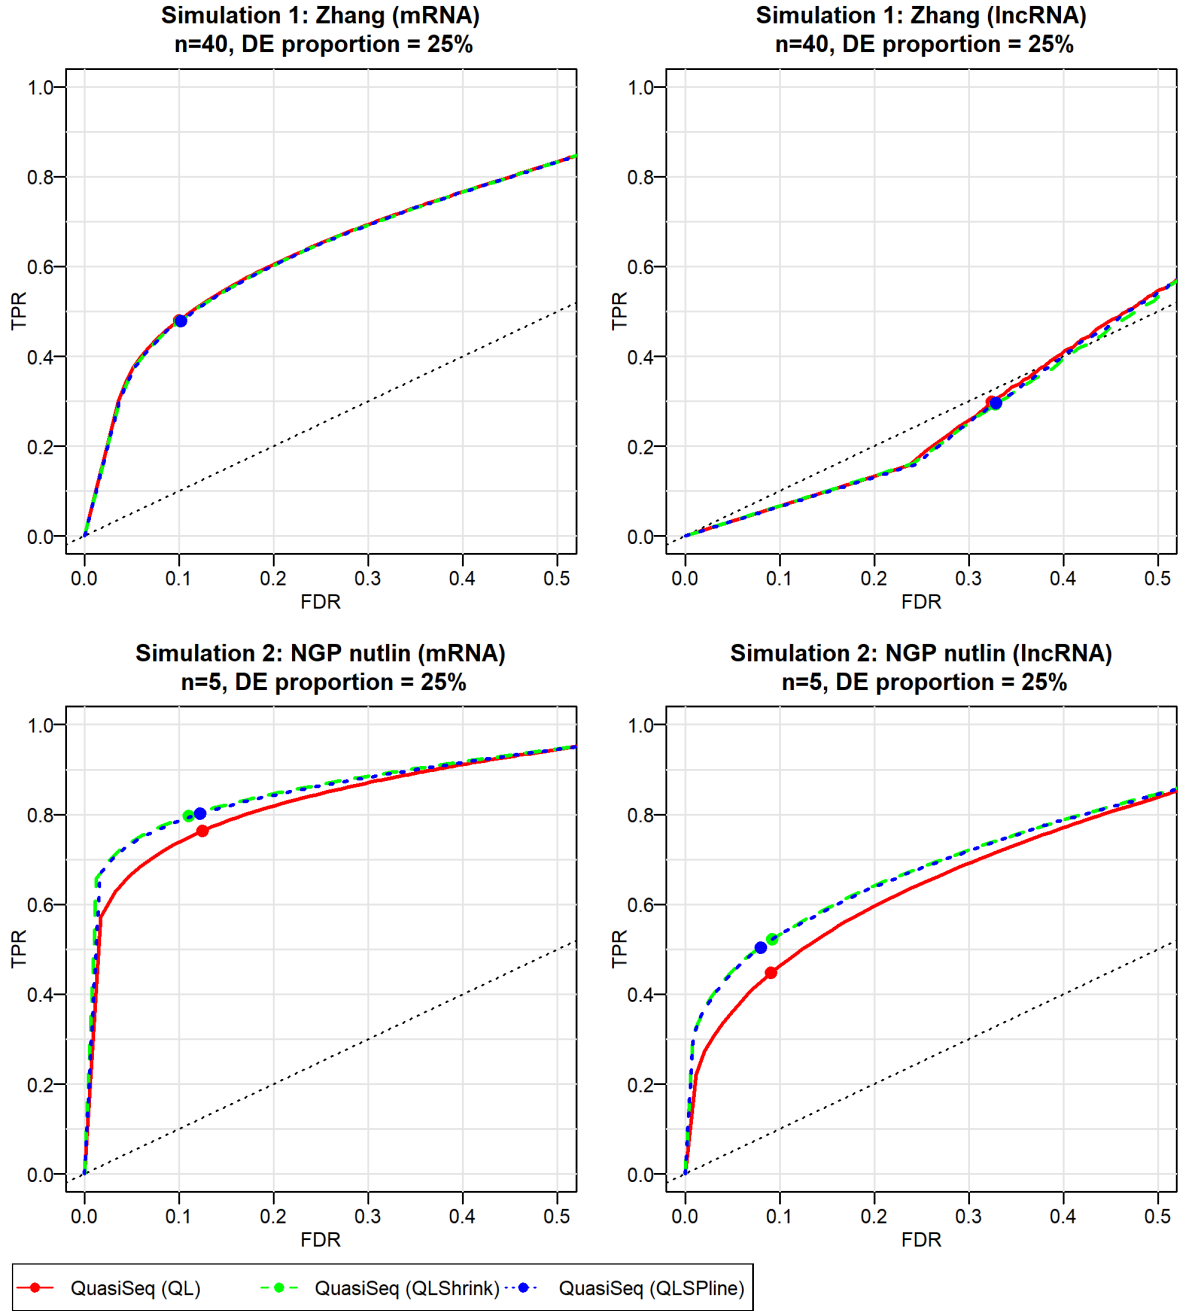 Simulation 1: Zhang (mRNA)
n=40, DE proportion = 25%
1.0
0.8
0.6
0.4
0.2
0.0
TPR
0.0 0.1 0.2 0.3 0.4 0.5
FDR
Simulation 1: Zhang (lncRNA)
n=40, DE proportion = 25%
1.0
0.8
0.6
0.4
0.2
0.0
TPR
0.0 0.1 0.2 0.3 0.4 0.5
FDR
Simulation 2: NGP nutlin (mRNA)
n=5, DE proportion = 25%
1.0
0.8
0.6
0.4
0.2
0.0
TPR
0.0 0.1 0.2 0.3 0.4 0.5
FDR
Simulation 2: NGP nutlin (lncRNA)
n=5, DE proportion = 25%
1.0
0.8
0.6
0.4
0.2
0.0
TPR
0.0 0.1 0.2 0.3 0.4 0.5
FDR
QuasiSeq (QL) QuasiSeq (QLShrink) QuasiSeq (QLSPline)